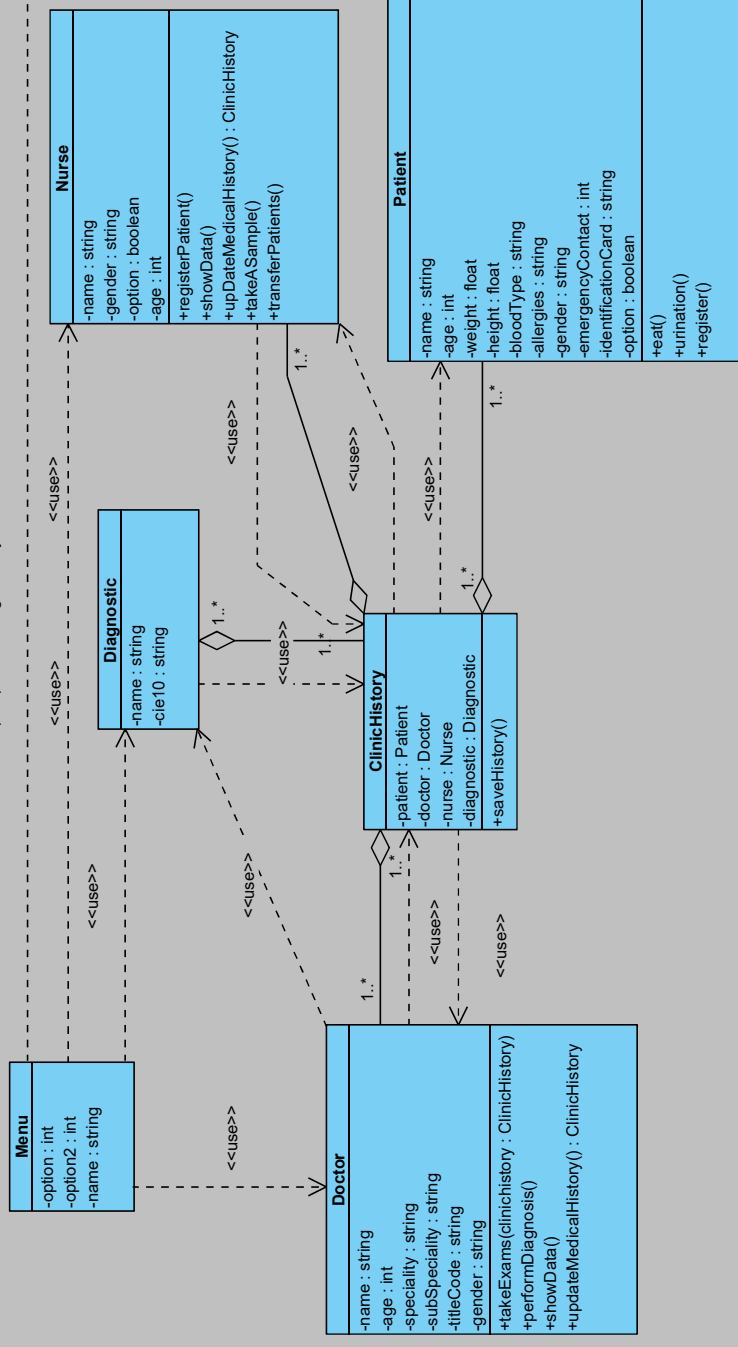 Menu
-option : int
-option2 : int
-name : string
<<use>>
<<use>>
<<use>>
<<use>>
Nurse
-name : string
-gender : string
-option : boolean
-age : int
+registerPatient()
+showData()
+upDateMedicalHistory() : ClinicHistory
+takeASample()
+transferPatients()
Diagnostic
-name : string
-cie10 : string
1..*
<<use>>
1..*
<<use>>
<<use>>
1..*
<<use>>
<<use>>
Doctor
-name : string
-age : int
-speciality : string
-subSpeciality : string
-titleCode : string
-gender : string
+takeExams(clinichistory : ClinicHistory)
+performDiagnosis()
+showData()
+updateMedicalHistory() : ClinicHistory
1..*
1..*
<<use>>
<<use>>
ClinicHistory
-patient : Patient
-doctor : Doctor
-nurse : Nurse
-diagnostic : Diagnostic
+saveHistory()
1..*
1..*
Patient
-name : string
-age : int
-weight : float
-height : float
-bloodType : string
-allergies : string
-gender : string
-emergencyContact : int
-identificationCard : string
-option : boolean
+eat()
+urination()
+register()